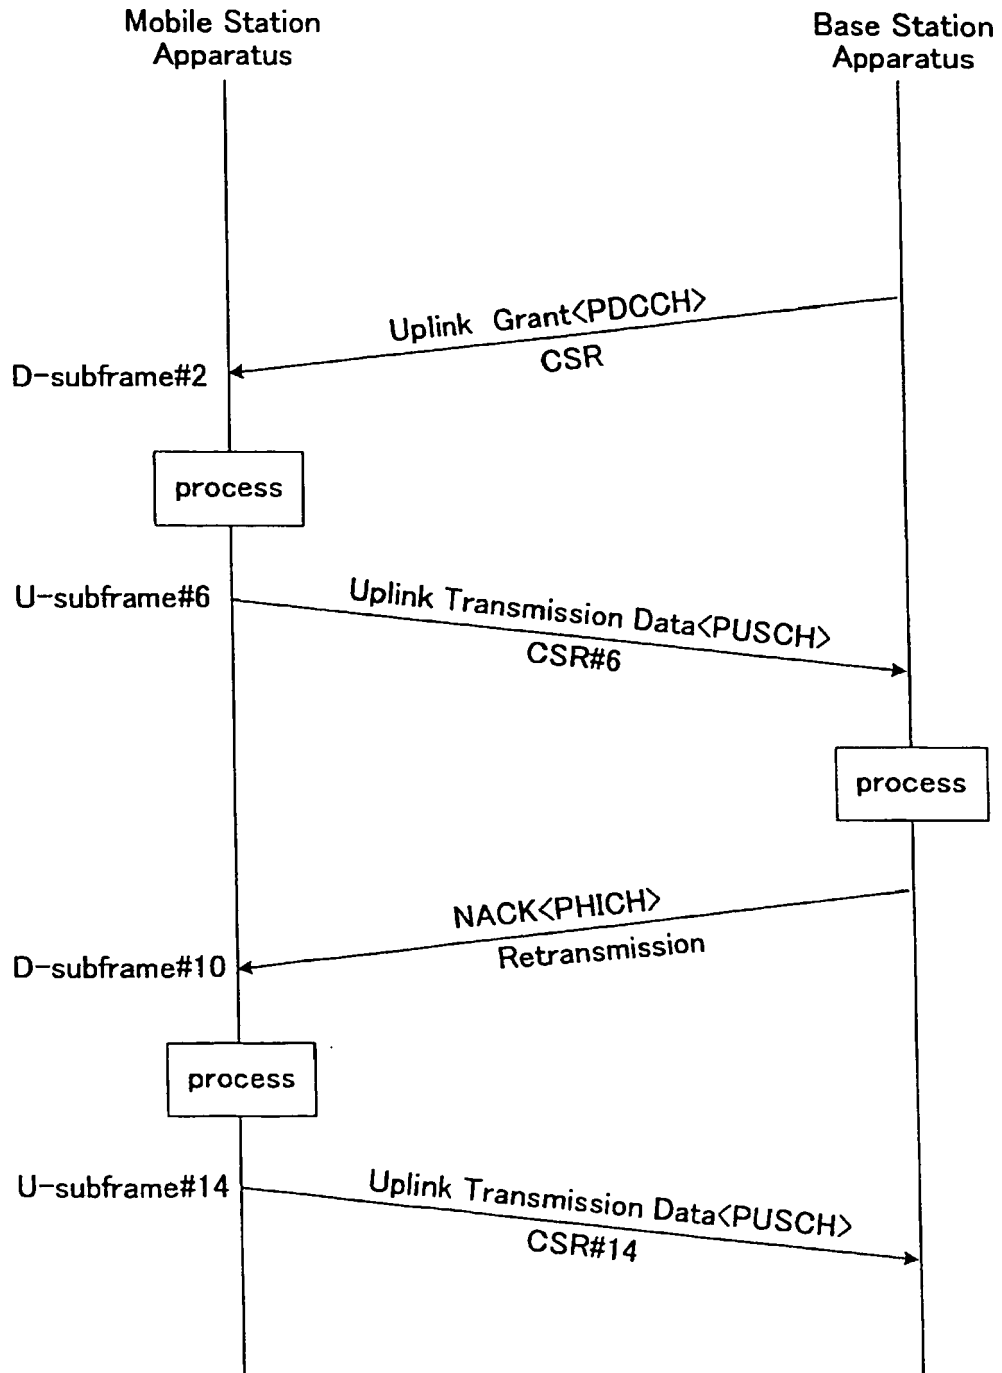 Mobile Station
Apparatus
Base Station
Apparatus
Uplink Grant<PDCCH>
CSR
D-subframe#2
process
U-subframe#6
Uplink Transmission Data<PUSCH>
CSR#6
process
NACK<PHICH>
Retransmission
D-subframe#10
process
U-subframe#14
Uplink Transmission Data<PUSCH>
CSR#14